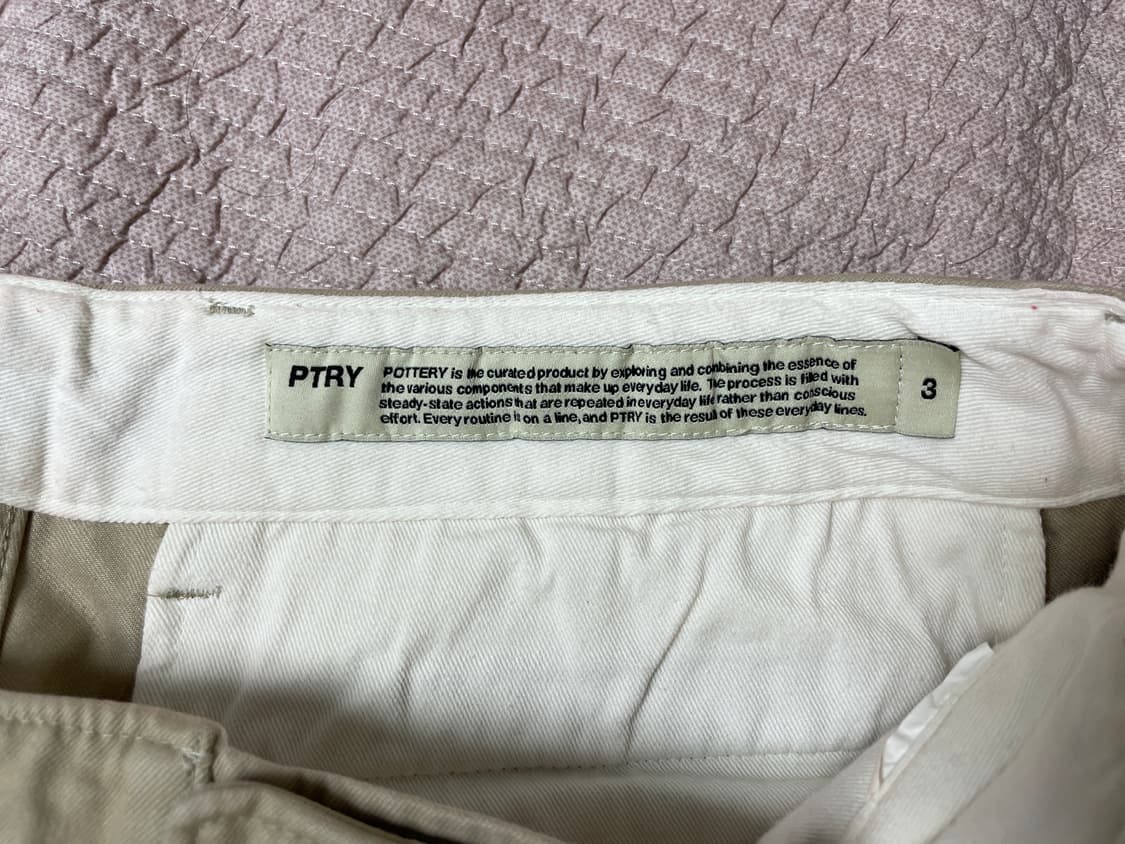 PTRY
POTTERY is the curated product by exploring and combining the essence of
the various components that make up everyday life. The process is filled with
steady-state actions that are repeated in everyday life rather than conscious
effort. Every routine is on a line, and PTRY is the result of these everyday lines.
3